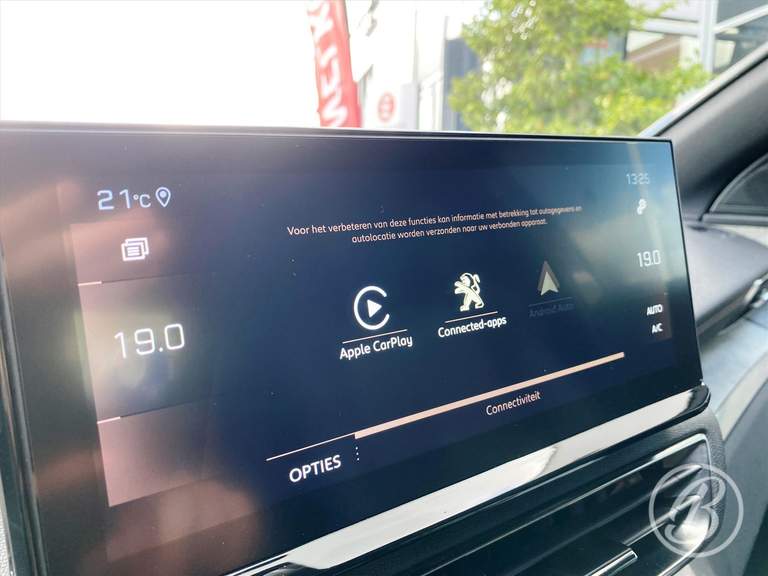 21°C
13:25
Voor het verbeteren van deze functies kan informatie met betrekking tot autogegevens en
autolocatie worden verzonden naar uw verbonden apparaat.
19.0
19.0
Apple CarPlay
Connected-apps
Android Auto
AUTO
A/C
Connectiviteit
OPTIES
B